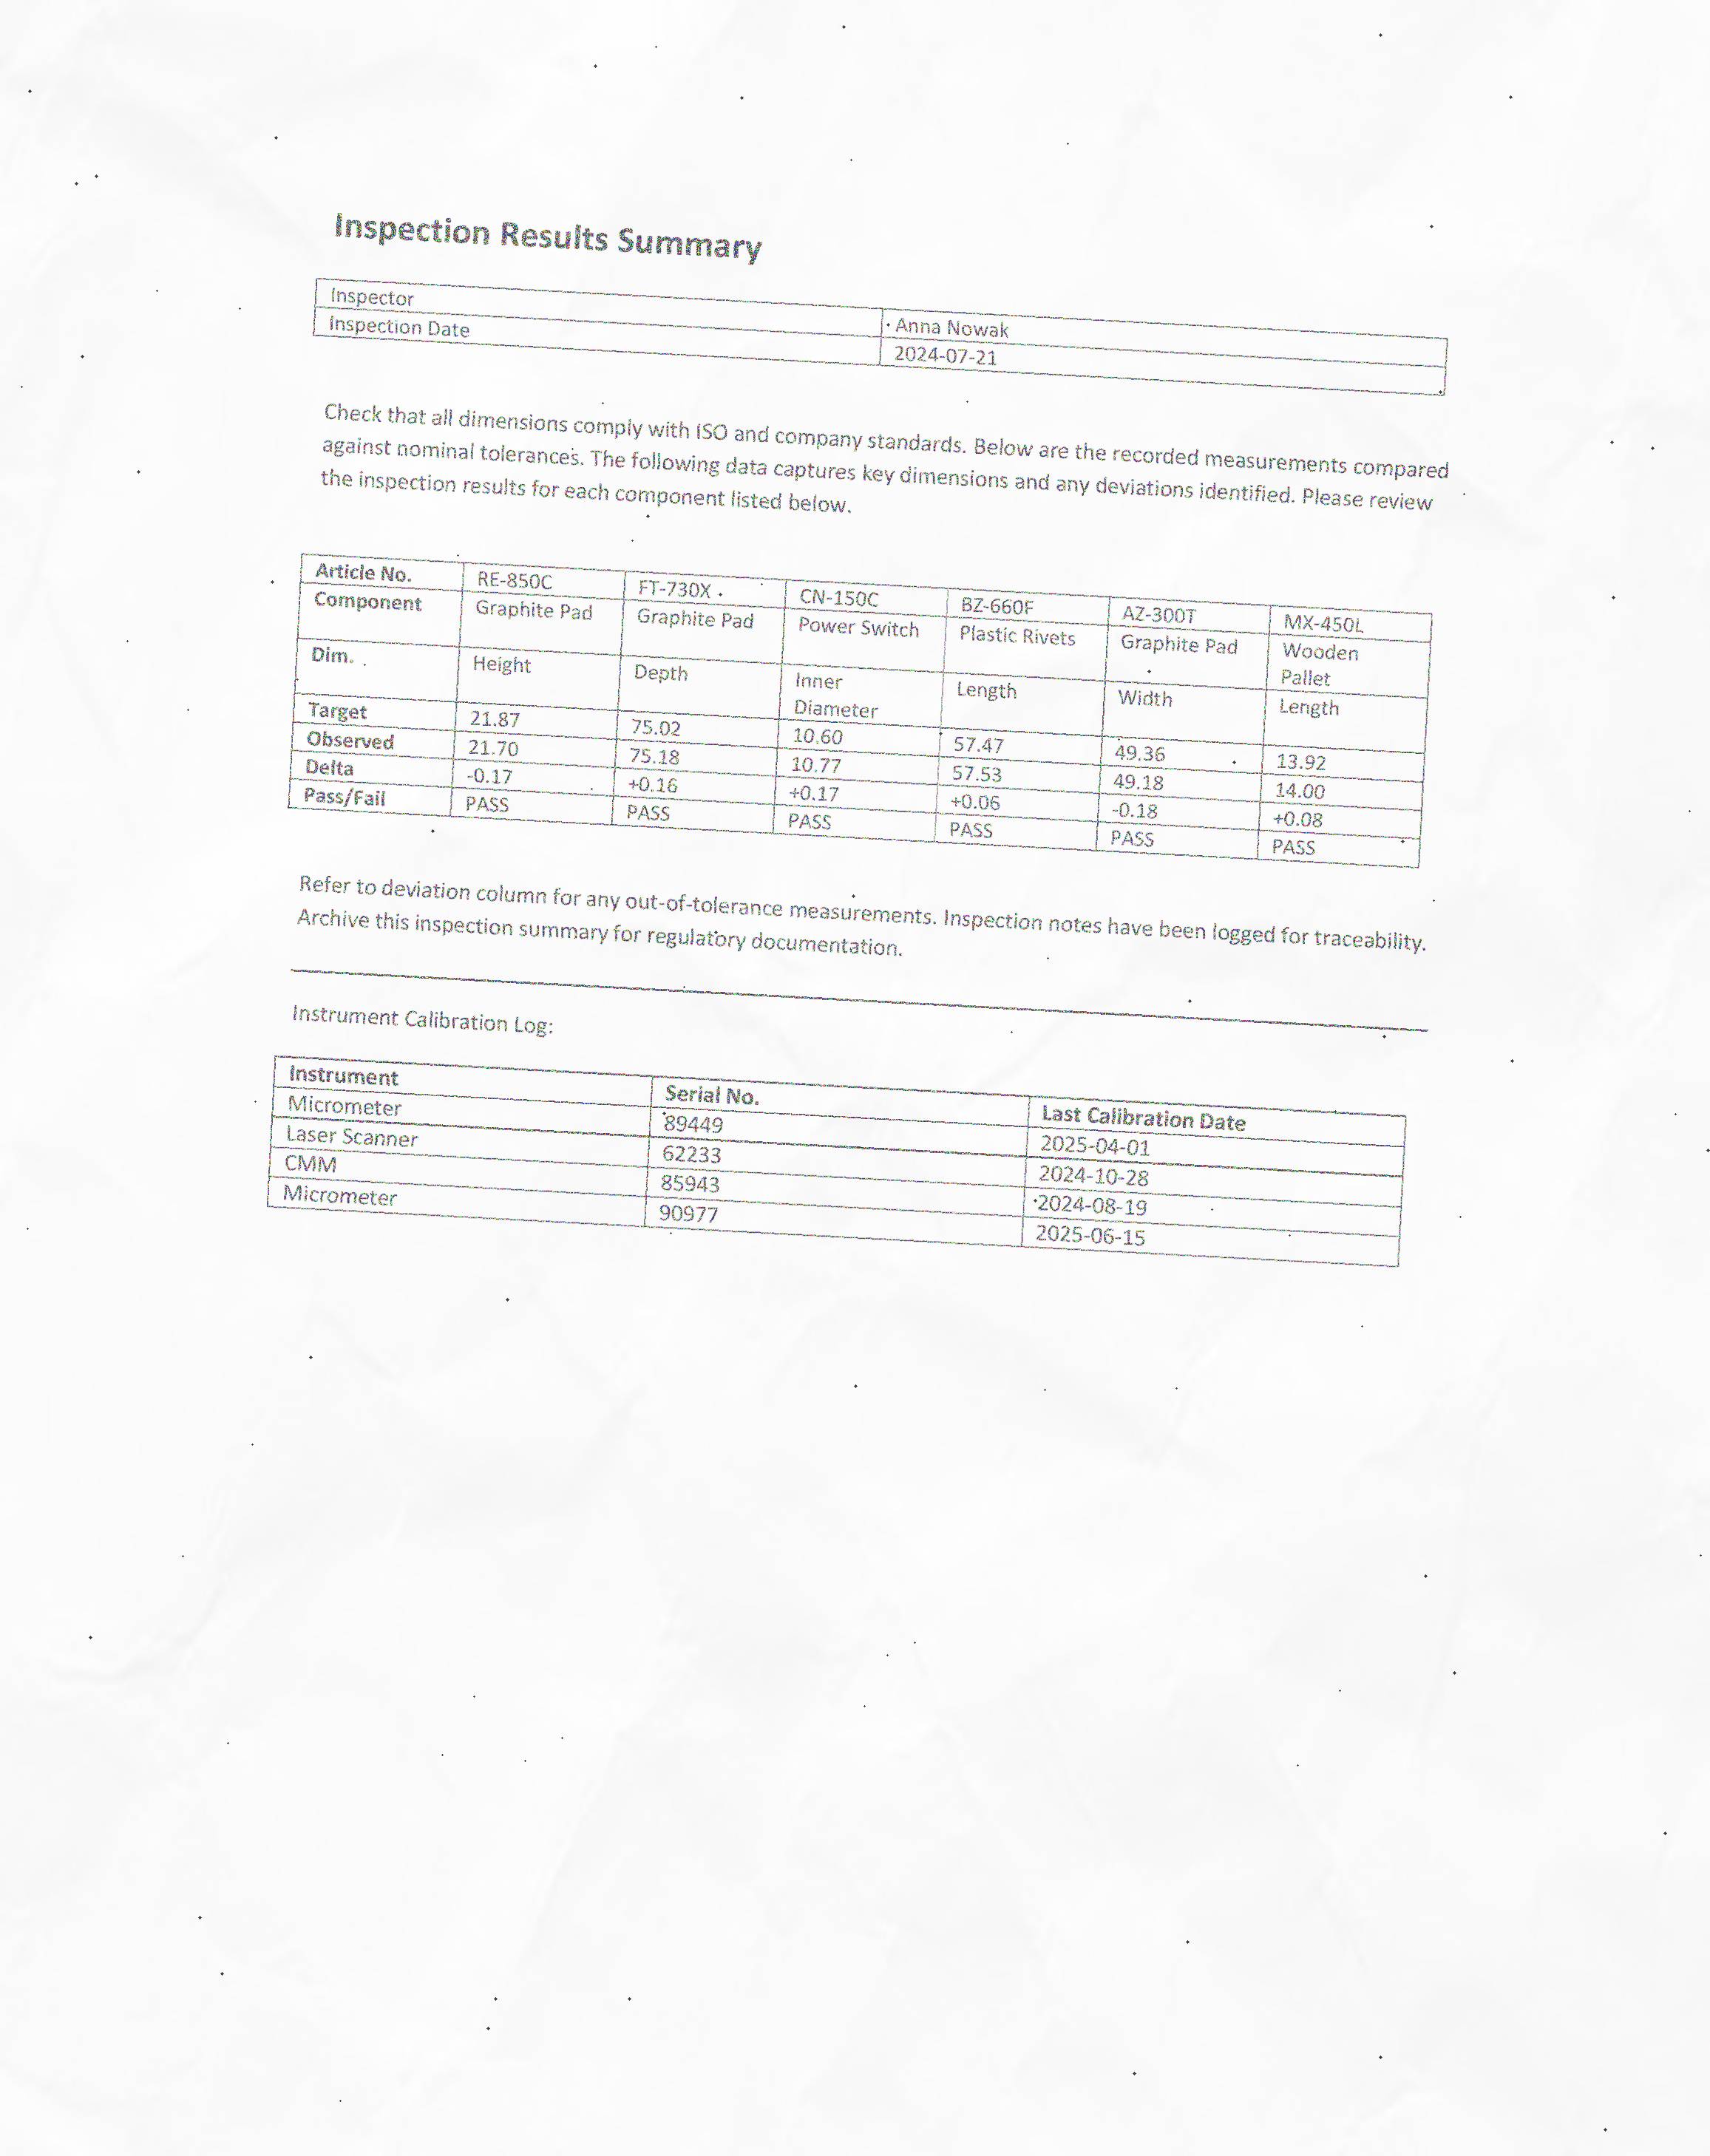 Inspection Results Summary
Inspector Anna Nowak
Inspection Date 2024-07-21
Check that all dimensions comply with ISO and company standards. Below are the recorded measurements compared
against nominal tolerances. The following data captures key dimensions and any deviations identified. Please review
the inspection results for each component listed below.
Article No. RE-850C FT-730X CN-150C BZ-660F AZ-300T MX-450L
Component Graphite Pad Graphite Pad Power Switch Plastic Rivets Graphite Pad Wooden Pallet
Dim. Height Depth Inner Diameter Length Width Length
Target 21.87 75.02 10.60 57.47 49.36 13.92
Observed 21.70 75.18 10.77 57.53 49.18 14.00
Delta -0.17 +0.16 +0.17 +0.06 -0.18 +0.08
Pass/Fail PASS PASS PASS PASS PASS PASS
Refer to deviation column for any out-of-tolerance measurements. Inspection notes have been logged for traceability.
Archive this inspection summary for regulatory documentation.
Instrument Calibration Log:
Instrument Serial No. Last Calibration Date
Micrometer 89449 2025-04-01
Laser Scanner 62233 2024-10-28
CMM 85943 2024-08-19
Micrometer 90977 2025-06-15